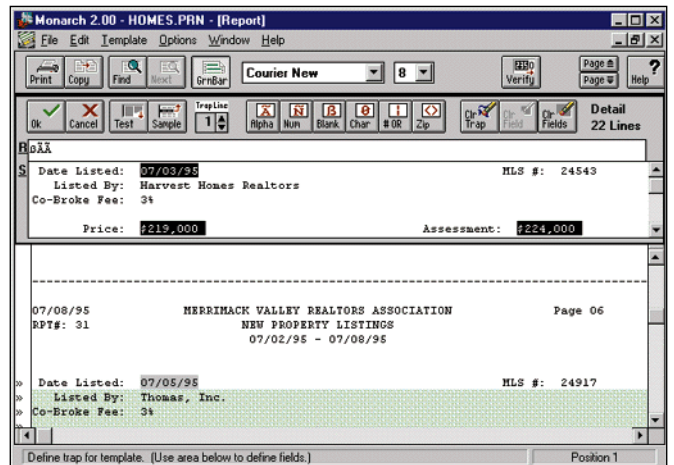 Monarch 2.00 - HOMES.PRN - [Report]
File Edit Template Options Window Help
Print Copy Find Next GrnBar Courier New 8 Verify Page Page Help
Ok Cancel Test Sample Trap Line 1 Alpha Num Blank Char # OR Zip Clr Trap Clr Field Clr Fields Detail 22 Lines
B ßÃÃ
S Date Listed: 07/03/95 MLS #: 24543
Listed By: Harvest Homes Realtors
Co-Broke Fee: 3%
Price: $219,000 Assessment: $224,000
--------------------------------------------------------------------------------
07/08/95 MERRIMACK VALLEY REALTORS ASSOCIATION Page 06
RPT#: 31 NEW PROPERTY LISTINGS
07/02/95 - 07/08/95
» Date Listed: 07/05/95 MLS #: 24917
» Listed By: Thomas, Inc.
» Co-Broke Fee: 3%
Define trap for template. (Use area below to define fields.) Position 1